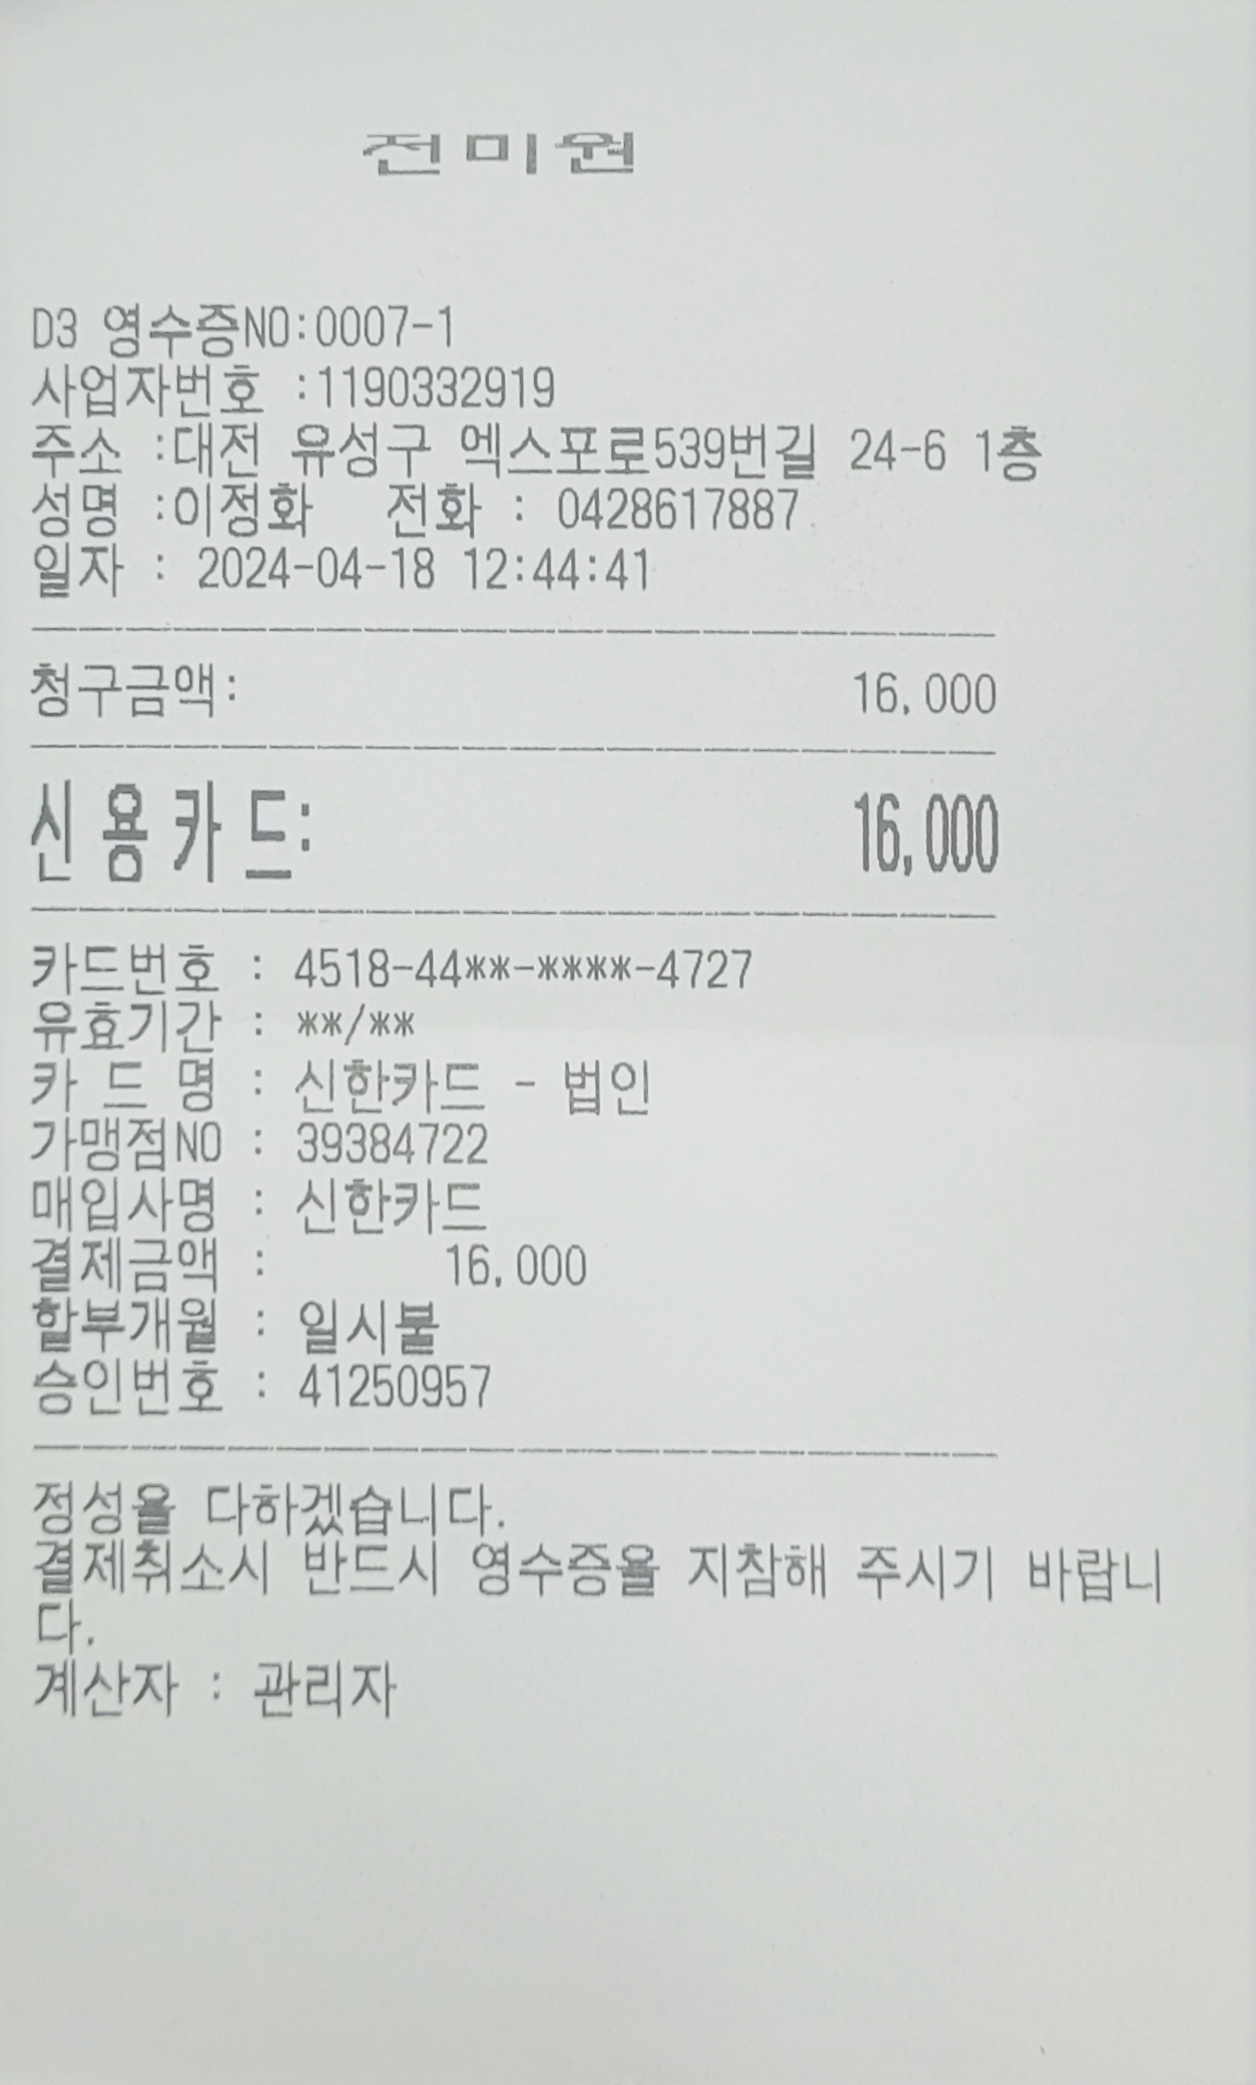 전미원
D3 영수증NO:0007-1
사업자번호 :1190332919
주소 :대전 유성구 엑스포로539번길 24-6 1층
성명 :이정화 전화 : 0428617887
일자 : 2024-04-18 12:44:41
청구금액: 16,000
신용카드: 16,000
카드번호 : 4518-44**-****-4727
유효기간 : **/**
카 드 명 : 신한카드 - 법인
가맹점NO : 39384722
매입사명 : 신한카드
결제금액 : 16,000
할부개월 : 일시불
승인번호 : 41250957
정성을 다하겠습니다.
결제취소시 반드시 영수증을 지참해 주시기 바랍니
다.
계산자 : 관리자